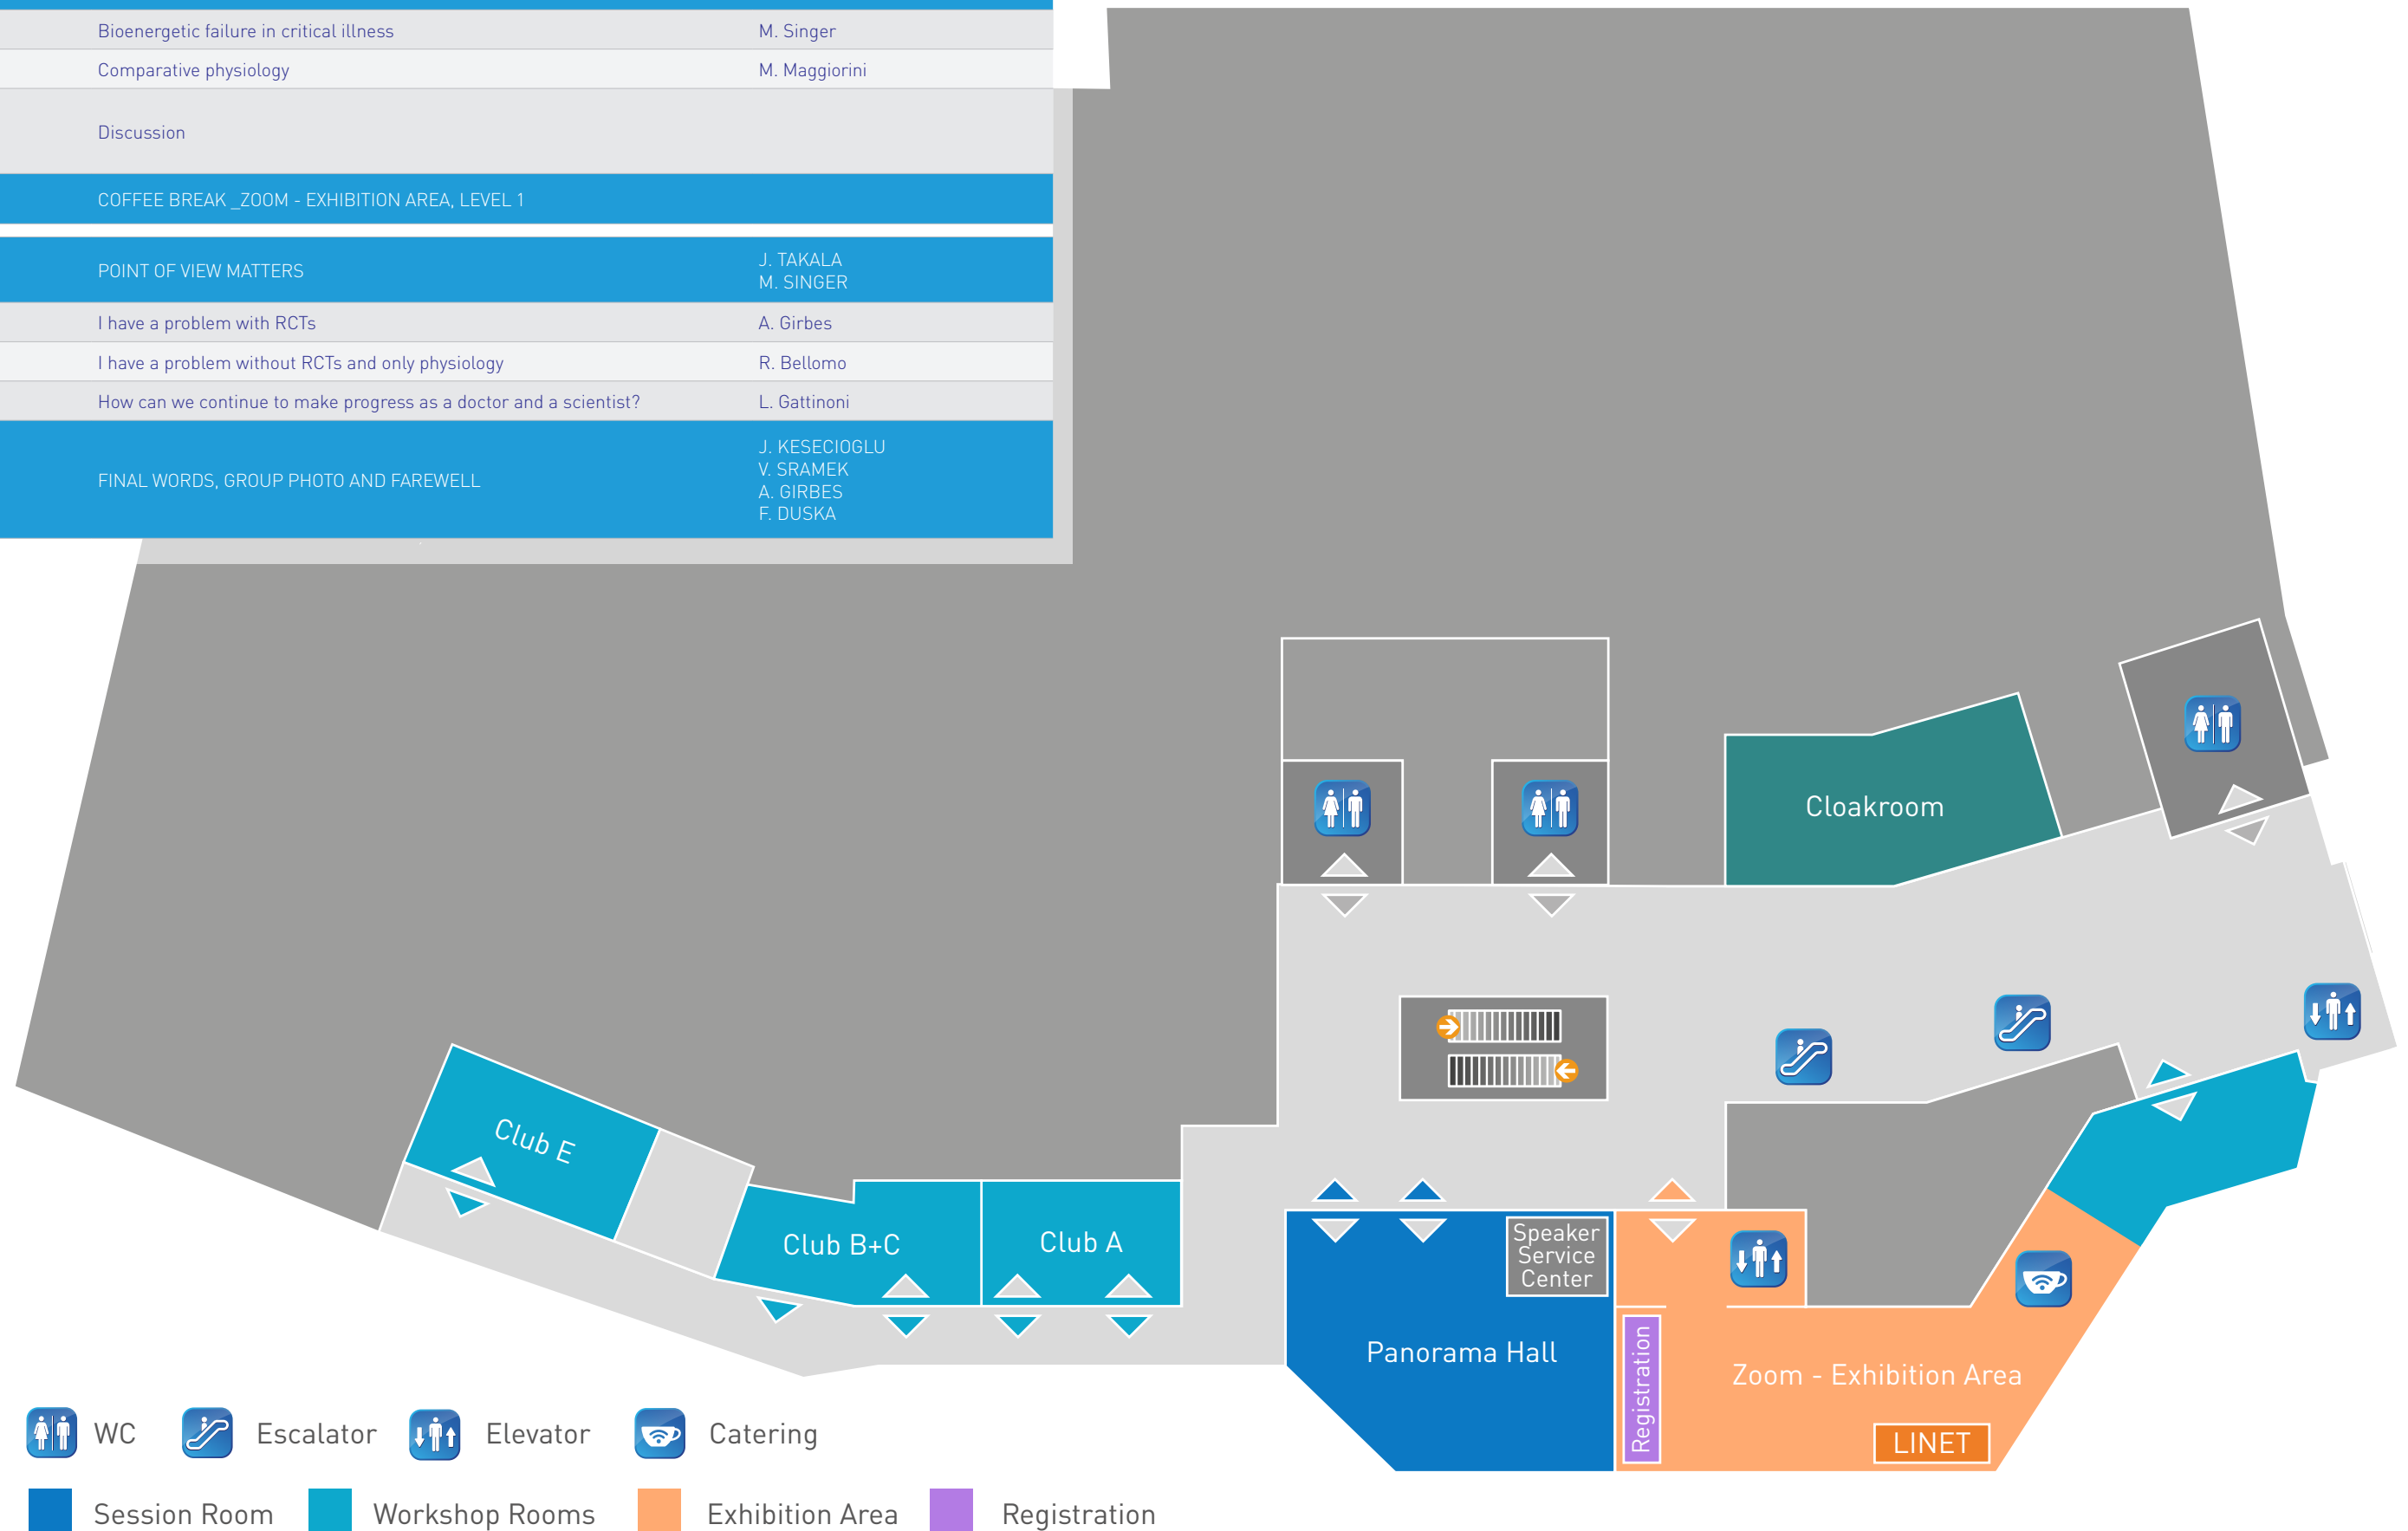 Bioenergetic failure in critical illness M. Singer
Comparative physiology M. Maggiorini
Discussion
COFFEE BREAK _ZOOM - EXHIBITION AREA, LEVEL 1
POINT OF VIEW MATTERS J. TAKALA
M. SINGER
I have a problem with RCTs A. Girbes
I have a problem without RCTs and only physiology R. Bellomo
How can we continue to make progress as a doctor and a scientist? L. Gattinoni
FINAL WORDS, GROUP PHOTO AND FAREWELL J. KESECIOGLU
V. SRAMEK
A. GIRBES
F. DUSKA
Cloakroom
Club E
Club B+C
Club A
Speaker
Service
Center
Panorama Hall
Registration
Zoom - Exhibition Area
LINET
WC Escalator Elevator Catering
Session Room Workshop Rooms Exhibition Area Registration